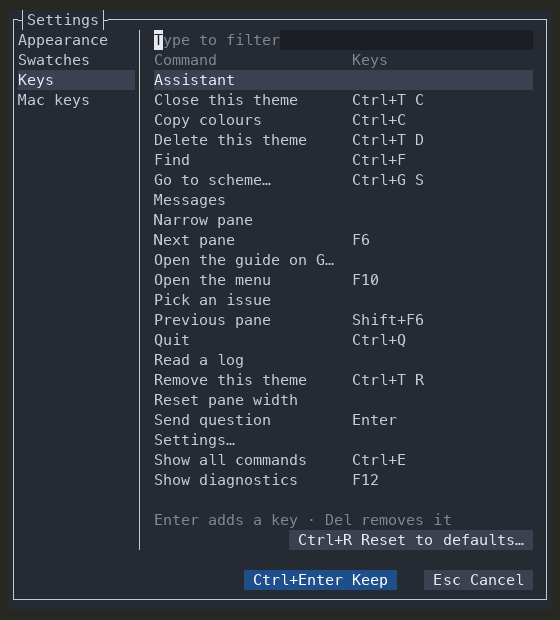 Settings
Appearance
Swatches
Keys
Mac keys
Type to filter
Command Keys
Assistant
Close this theme Ctrl+T C
Copy colours Ctrl+C
Delete this theme Ctrl+T D
Find Ctrl+F
Go to scheme… Ctrl+G S
Messages
Narrow pane
Next pane F6
Open the guide on G…
Open the menu F10
Pick an issue
Previous pane Shift+F6
Quit Ctrl+Q
Read a log
Remove this theme Ctrl+T R
Reset pane width
Send question Enter
Settings…
Show all commands Ctrl+E
Show diagnostics F12
Enter adds a key · Del removes it
Ctrl+R Reset to defaults…
Ctrl+Enter Keep Esc Cancel